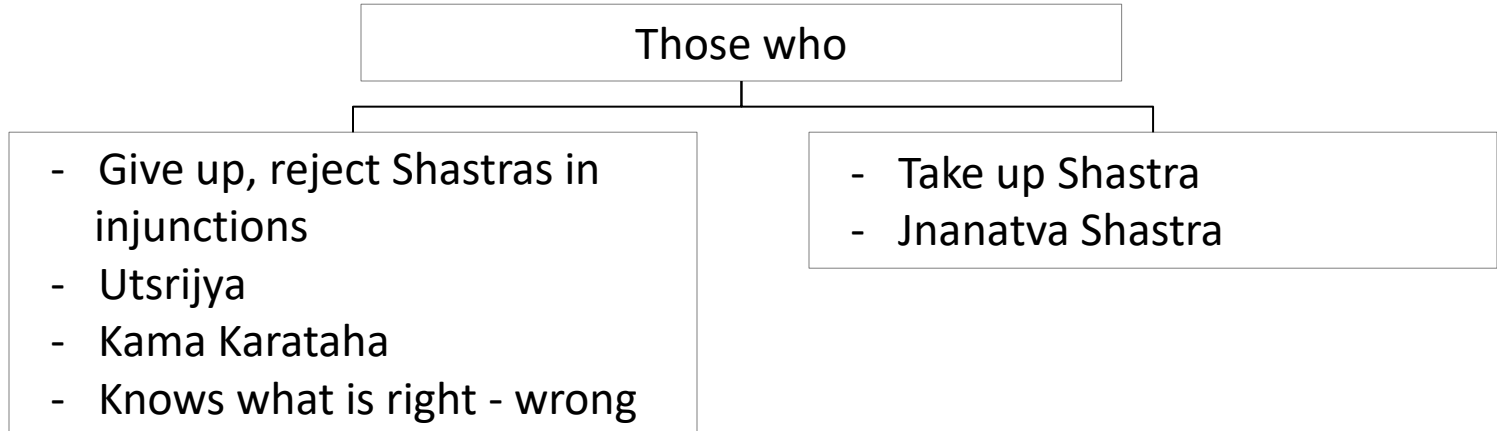 Those who
- Give up, reject Shastras in
injunctions
- Utsrijya
- Kama Karataha
- Knows what is right - wrong
- Take up Shastra
- Jnanatva Shastra